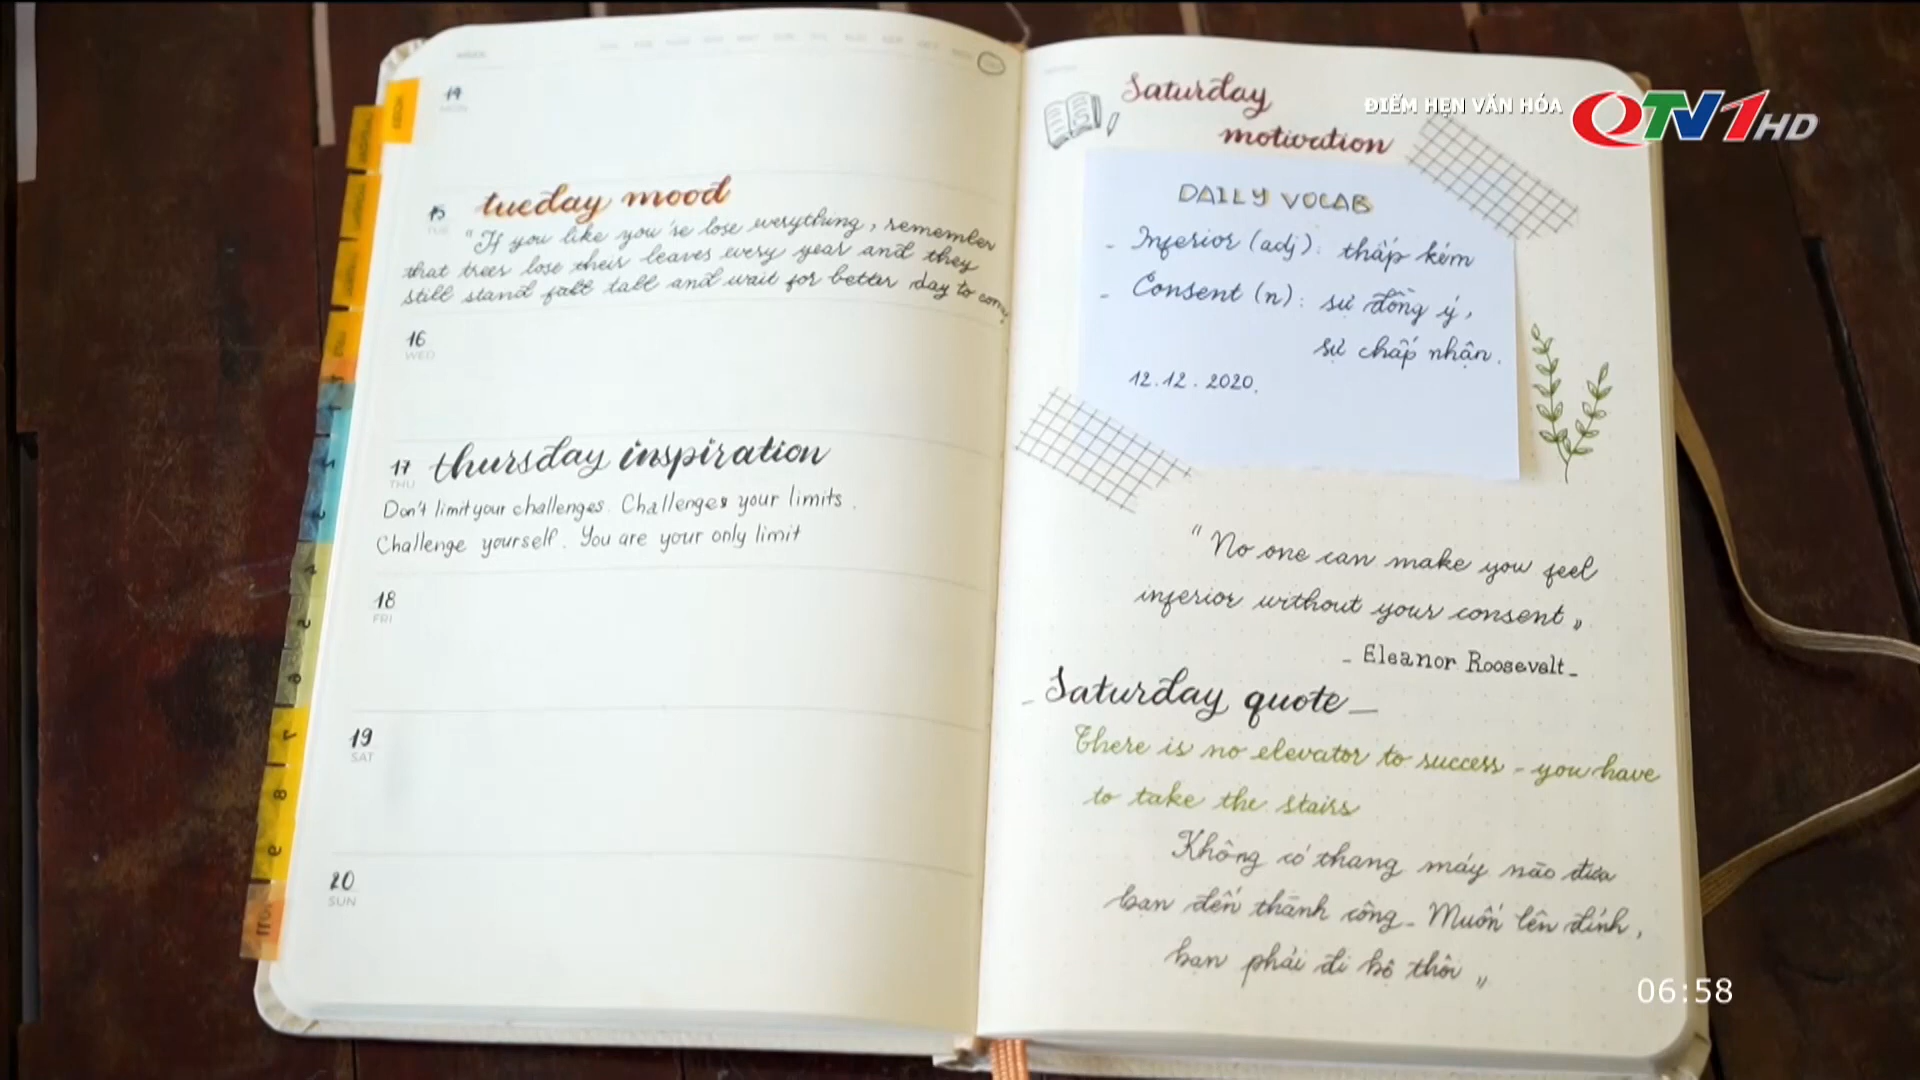 14
MON
15
TUE
tueday mood
"If you like you 'se lose everything, remember
that trees lose their leaves every year and they
still stand fall tall and wait for better day to come,
16
WED
17
THU
thursday inspiration
Don't limit your challenges. Challenges your limits.
Challenge yourself. You are your only limit
18
FRI
19
SAT
20
SUN
Saturday
motivation
ĐIỂM HẸN VĂN HÓA
QTV1HD
DAILY VOCAB
- Inferior (adj): thấp kém
- Consent (n): sự đồng ý,
sự chấp nhận.
12.12.2020.
"No one can make you feel
inferior without your consent"
- Eleanor Roosevelt -
- Saturday quote -
There is no elevator to success - you have
to take the stairs
Không có thang máy nào đưa
bạn đến thành công - Muốn lên đỉnh,
bạn phải đi bộ thôi"
06:58